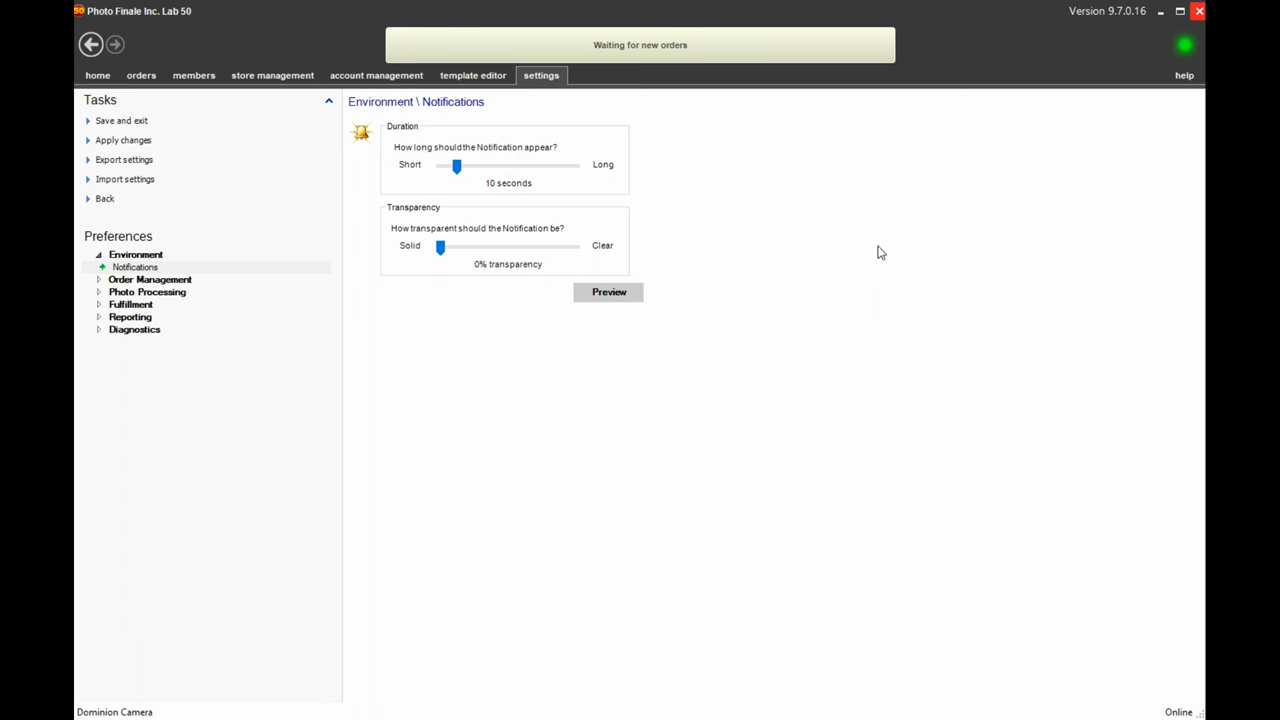 Photo Finale Inc. Lab 50
Version 9.7.0.16
Waiting for new orders
home orders members store management account management template editor settings help
Tasks
Save and exit
Apply changes
Export settings
Import settings
Back
Preferences
Environment
Notifications
Order Management
Photo Processing
Fulfillment
Reporting
Diagnostics
Environment \ Notifications
Duration
How long should the Notification appear?
Short Long
10 seconds
Transparency
How transparent should the Notification be?
Solid Clear
0% transparency
Preview
Dominion Camera
Online